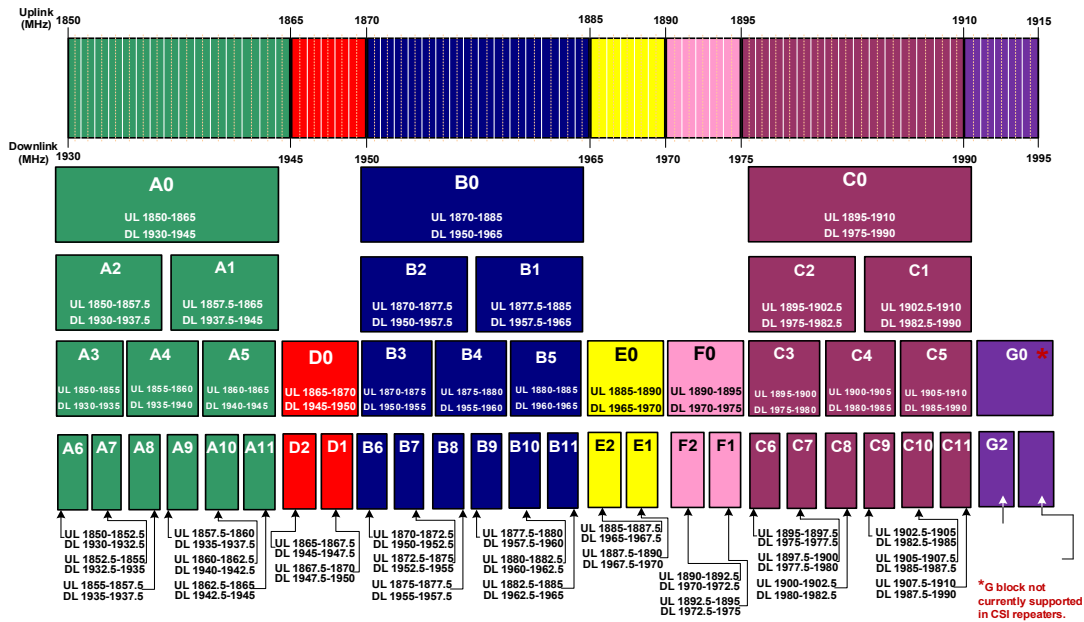 Uplink
(MHz)
1850 1865 1870 1885 1890 1895 1910 1915
Downlink
(MHz)
1930 1945 1950 1965 1970 1975 1990 1995
A0
UL 1850-1865
DL 1930-1945
B0
UL 1870-1885
DL 1950-1965
C0
UL 1895-1910
DL 1975-1990
A2
UL 1850-1857.5
DL 1930-1937.5
A1
UL 1857.5-1865
DL 1937.5-1945
B2
UL 1870-1877.5
DL 1950-1957.5
B1
UL 1877.5-1885
DL 1957.5-1965
C2
UL 1895-1902.5
DL 1975-1982.5
C1
UL 1902.5-1910
DL 1982.5-1990
A3
UL 1850-1855
DL 1930-1935
A4
UL 1855-1860
DL 1935-1940
A5
UL 1860-1865
DL 1940-1945
D0
UL 1865-1870
DL 1945-1950
B3
UL 1870-1875
DL 1950-1955
B4
UL 1875-1880
DL 1955-1960
B5
UL 1880-1885
DL 1960-1965
E0
UL 1885-1890
DL 1965-1970
F0
UL 1890-1895
DL 1970-1975
C3
UL 1895-1900
DL 1975-1980
C4
UL 1900-1905
DL 1980-1985
C5
UL 1905-1910
DL 1985-1990
G0 *
A6 A7 A8 A9 A10 A11 D2 D1 B6 B7 B8 B9 B10 B11 E2 E1 F2 F1 C6 C7 C8 C9 C10 C11 G2
UL 1850-1852.5
DL 1930-1932.5
UL 1852.5-1855
DL 1932.5-1935
UL 1855-1857.5
DL 1935-1937.5
UL 1857.5-1860
DL 1935-1937.5
UL 1860-1862.5
DL 1940-1942.5
UL 1862.5-1865
DL 1942.5-1945
UL 1865-1867.5
DL 1945-1947.5
UL 1867.5-1870
DL 1947.5-1950
UL 1870-1872.5
DL 1950-1952.5
UL 1872.5-1875
DL 1952.5-1955
UL 1875-1877.5
DL 1955-1957.5
UL 1877.5-1880
DL 1957.5-1960
UL 1880-1882.5
DL 1960-1962.5
UL 1882.5-1885
DL 1962.5-1965
UL 1885-1887.5
DL 1965-1967.5
UL 1887.5-1890
DL 1967.5-1970
UL 1890-1892.5
DL 1970-1972.5
UL 1892.5-1895
DL 1972.5-1975
UL 1895-1897.5
DL 1975-1977.5
UL 1897.5-1900
DL 1977.5-1980
UL 1900-1902.5
DL 1980-1982.5
UL 1902.5-1905
DL 1982.5-1985
UL 1905-1907.5
DL 1985-1987.5
UL 1907.5-1910
DL 1987.5-1990
*G block not
currently supported
in CSI repeaters.